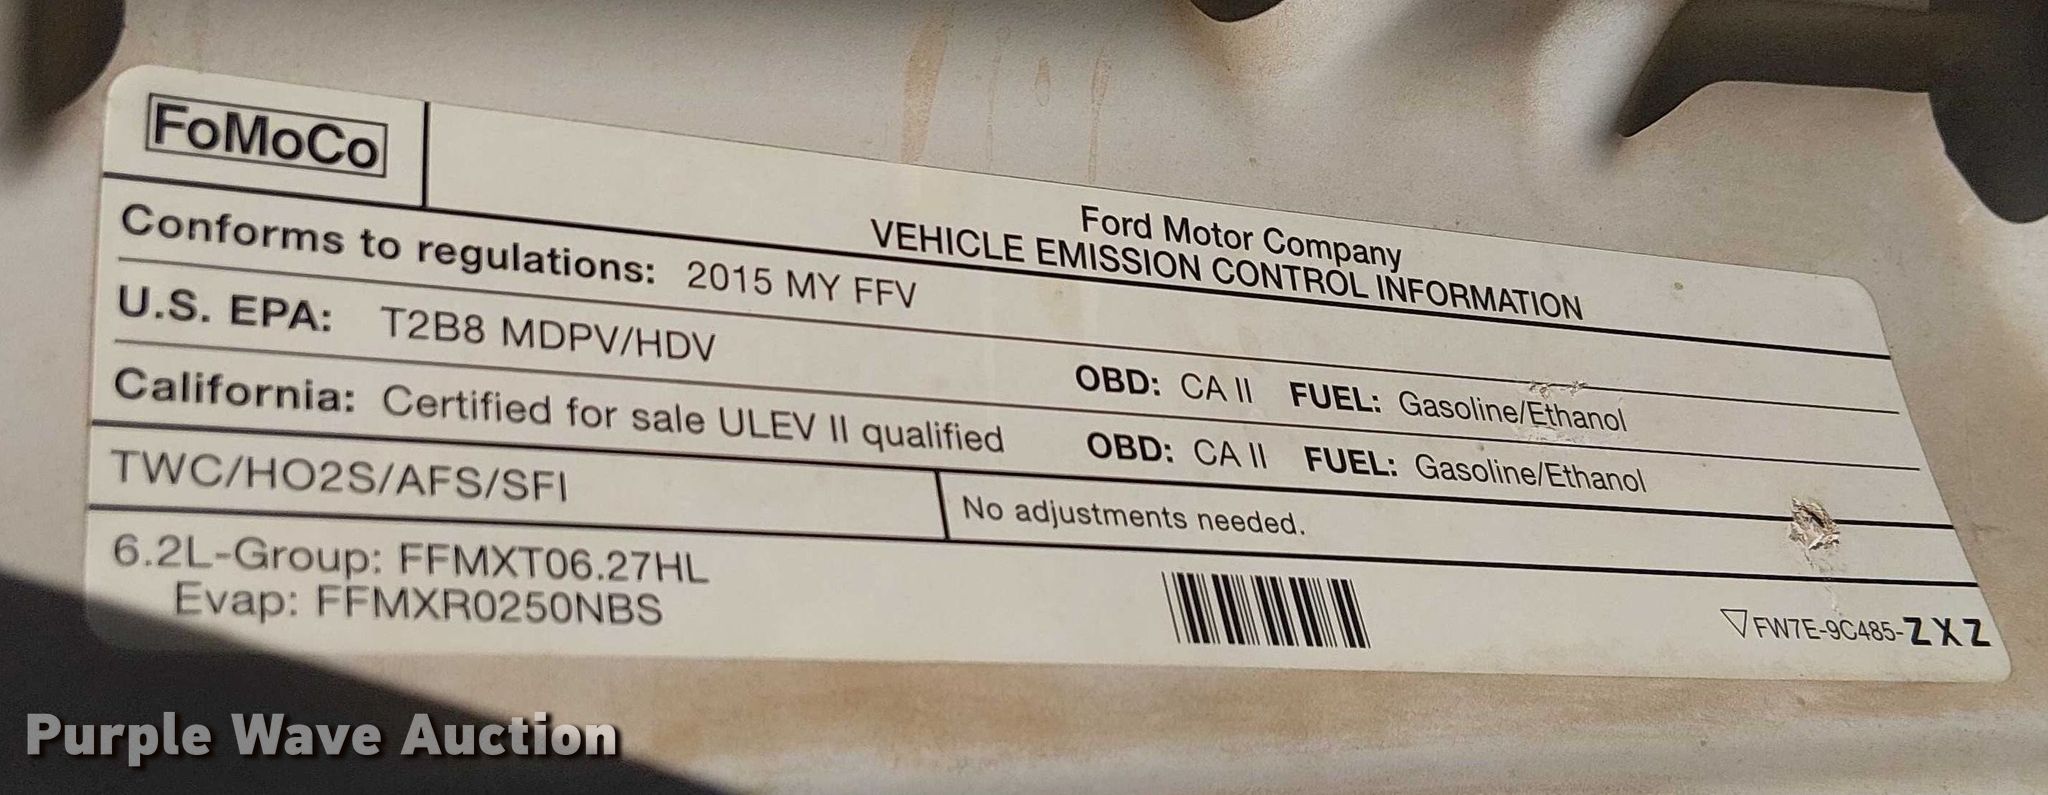 FoMoCo
Ford Motor Company
VEHICLE EMISSION CONTROL INFORMATION
Conforms to regulations: 2015 MY FFV
U.S. EPA: T2B8 MDPV/HDV OBD: CA II FUEL: Gasoline/Ethanol
California: Certified for sale ULEV II qualified OBD: CA II FUEL: Gasoline/Ethanol
TWC/HO2S/AFS/SFI
No adjustments needed.
6.2L-Group: FFMXT06.27HL
Evap: FFMXR0250NBS
FW7E-9C485-ZXZ
Purple Wave Auction